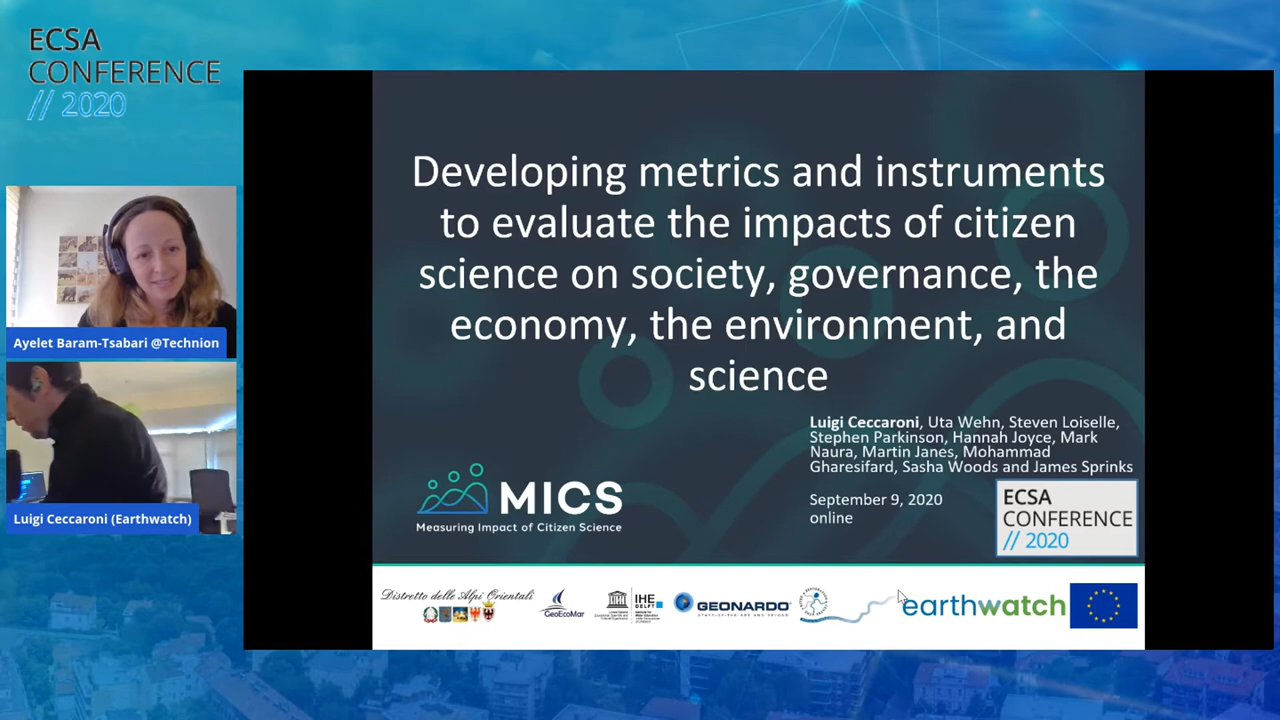 ECSA
CONFERENCE
// 2020
Ayelet Baram-Tsabari @Technion
Luigi Ceccaroni (Earthwatch)
Developing metrics and instruments
to evaluate the impacts of citizen
science on society, governance, the
economy, the environment, and
science
Luigi Ceccaroni, Uta Wehn, Steven Loiselle,
Stephen Parkinson, Hannah Joyce, Mark
Naura, Martin Janes, Mohammad
Gharesifard, Sasha Woods and James Sprinks
September 9, 2020
online
MICS
Measuring Impact of Citizen Science
ECSA
CONFERENCE
// 2020
Distretto delle Alpi Orientali
GeoEcoMar
IHE
DELFT
GEONARDO
earthwatch